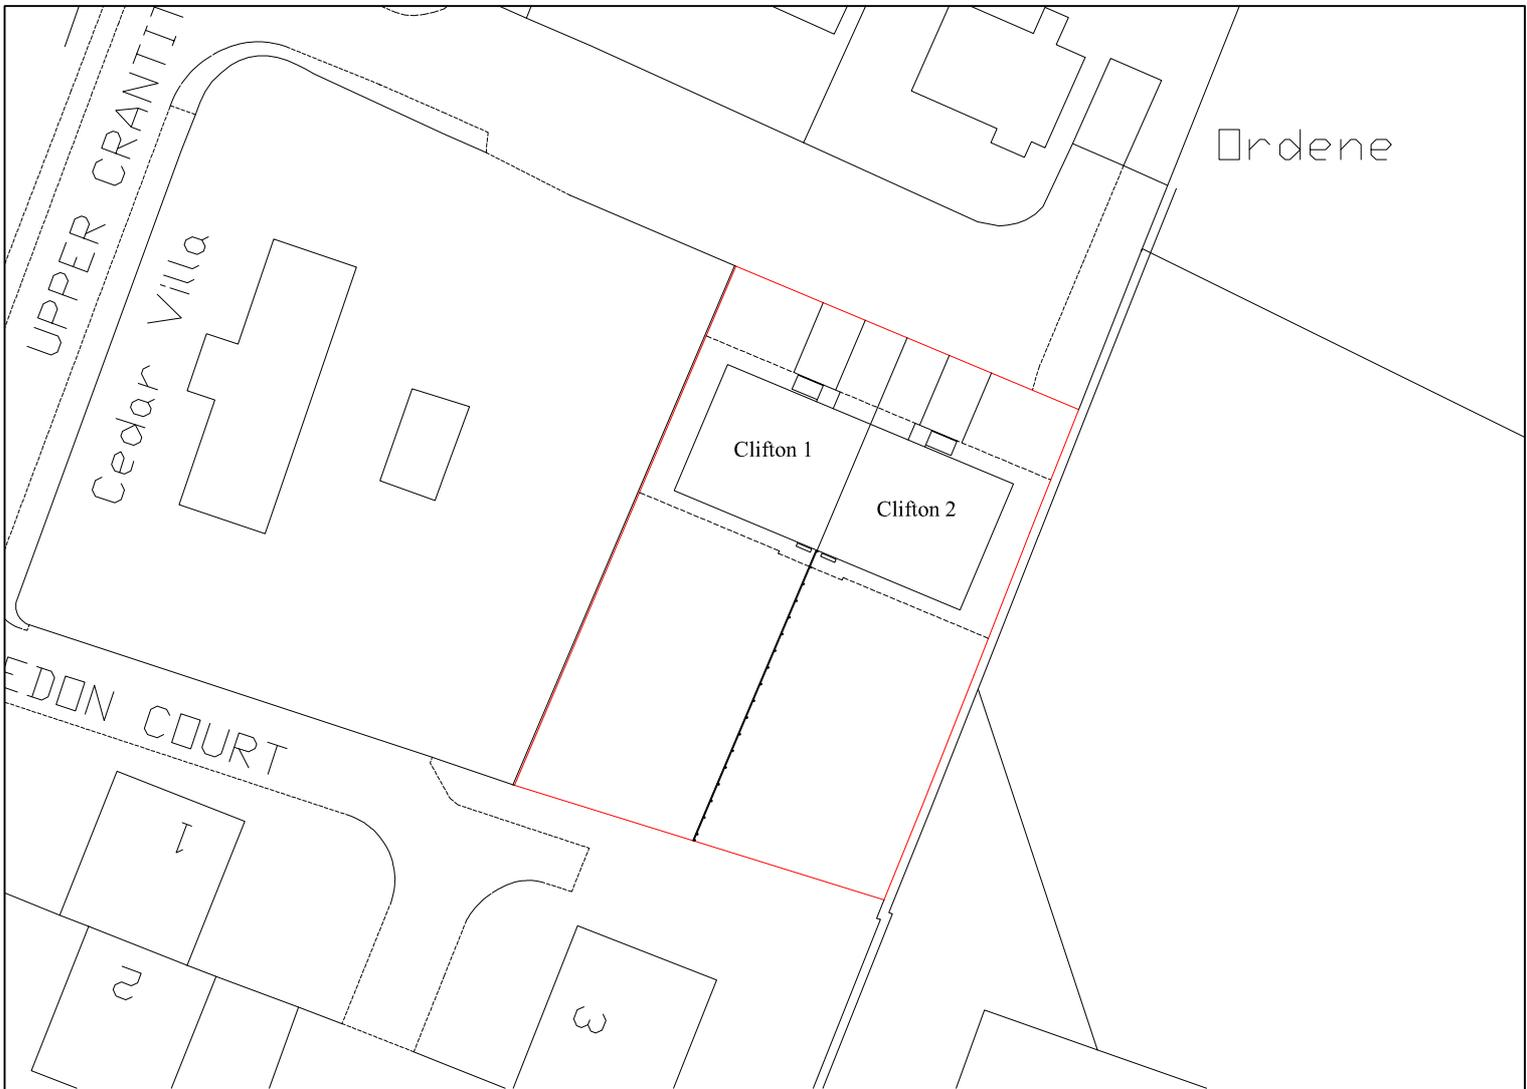 UPPER CRANTI
Ordene
Cedar Villa
Clifton 1
Clifton 2
EDON COURT
1
2
3